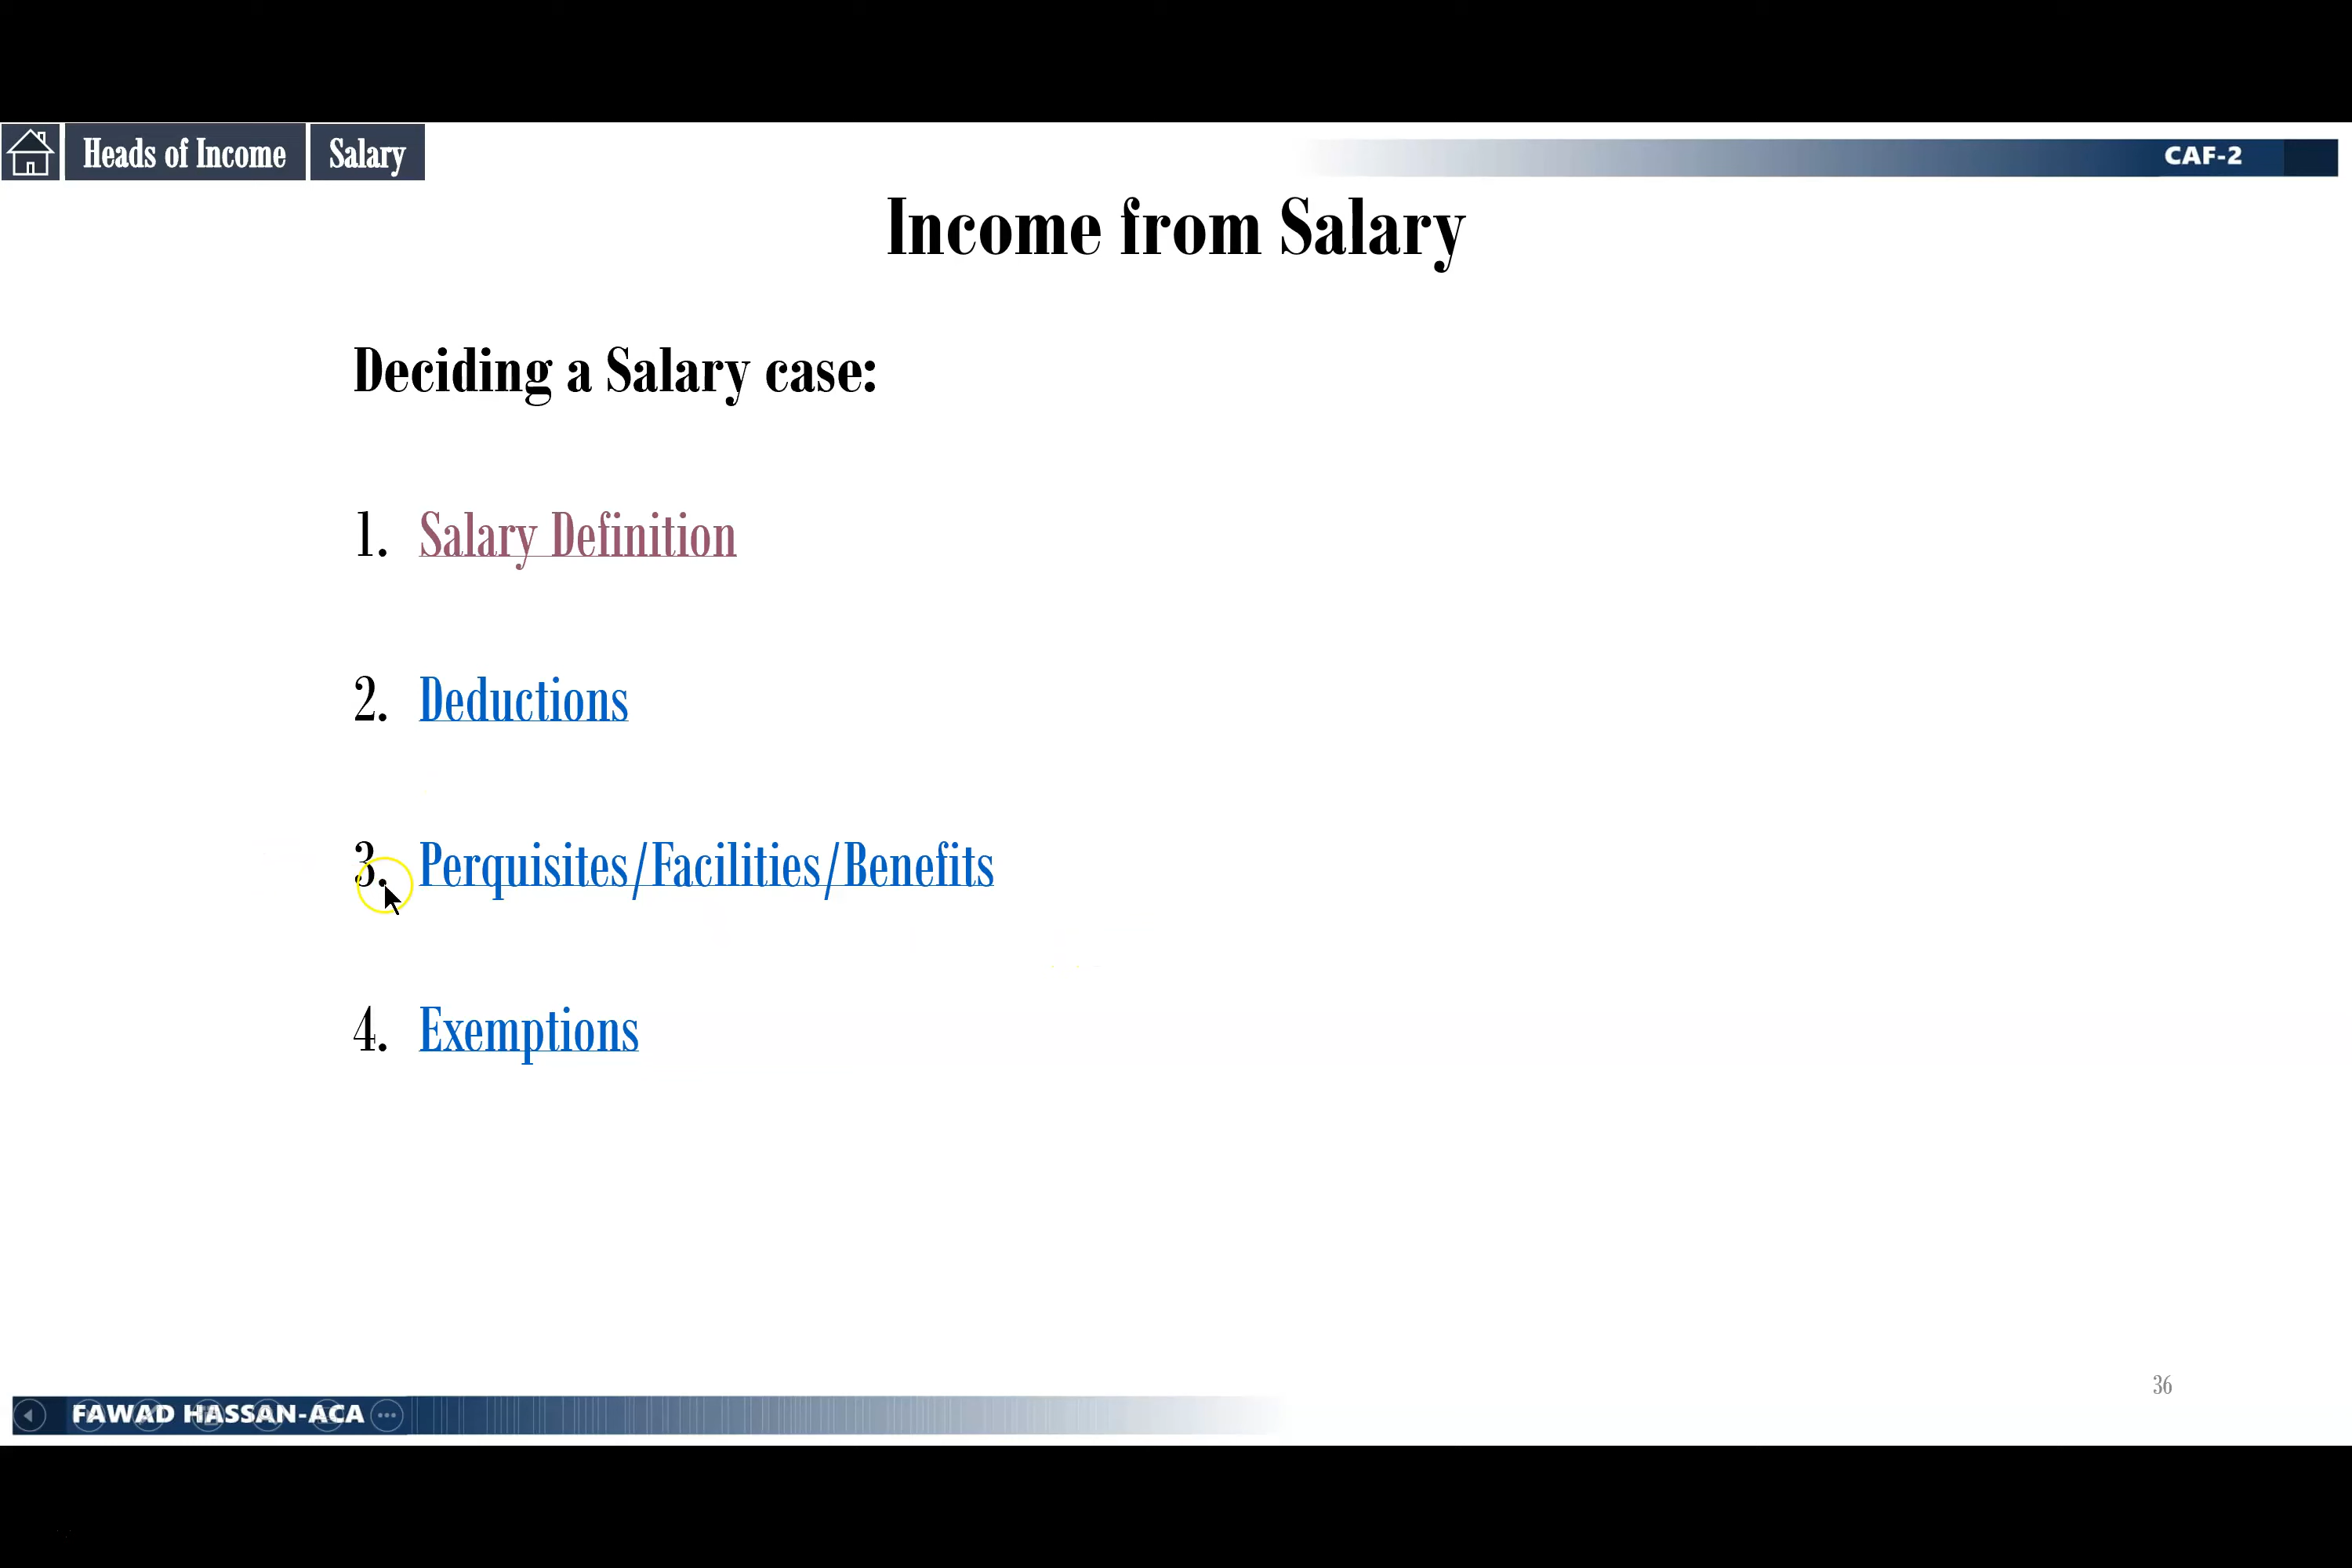 Heads of Income
Salary
CAF-2
Income from Salary
Deciding a Salary case:
1. Salary Definition
2. Deductions
3. Perquisites/Facilities/Benefits
4. Exemptions
36
FAWAD HASSAN-ACA